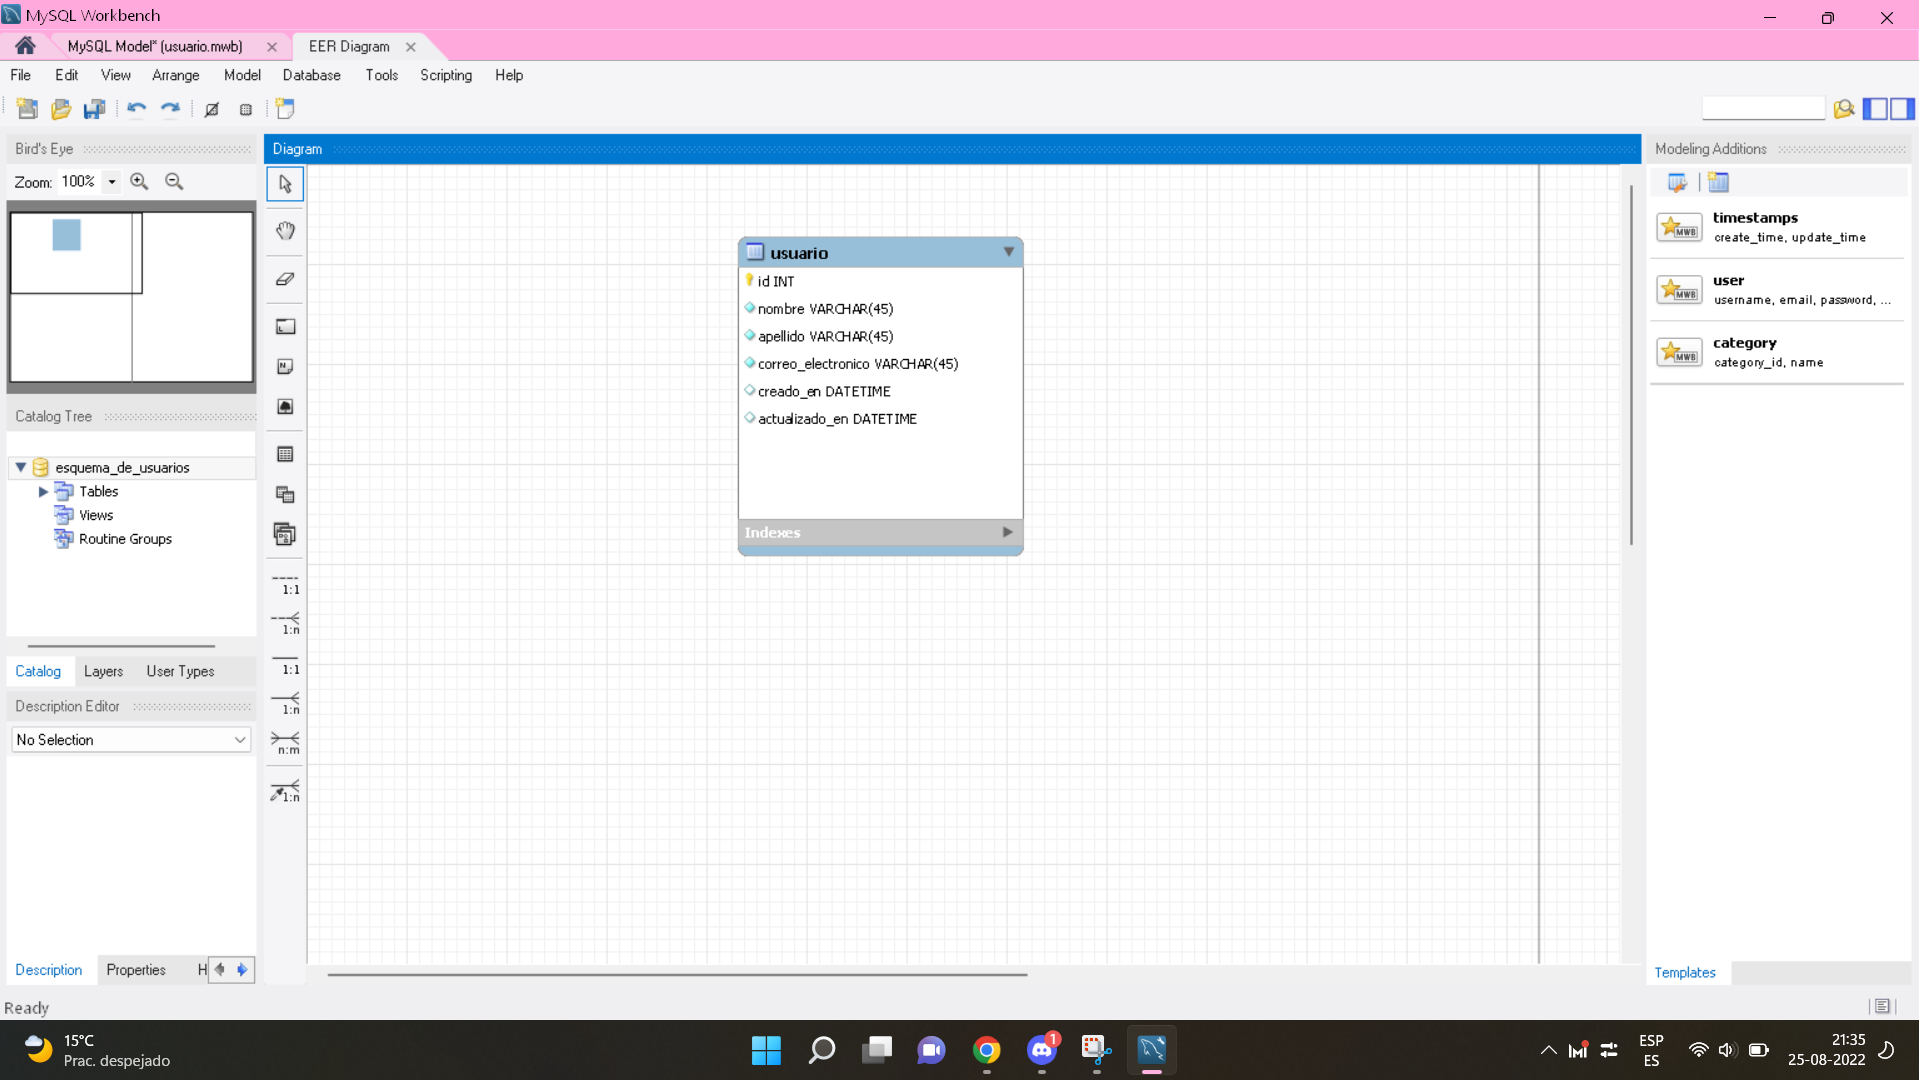 MySQL Workbench
MySQL Model* (usuario.mwb)
EER Diagram
File Edit View Arrange Model Database Tools Scripting Help
Bird's Eye
Zoom: 100%
Catalog Tree
esquema_de_usuarios
Tables
Views
Routine Groups
Catalog Layers User Types
Description Editor
No Selection
Description Properties H
Ready
Diagram
1:1
1:n
1:1
1:n
n:m
1:n
usuario
id INT
nombre VARCHAR(45)
apellido VARCHAR(45)
correo_electronico VARCHAR(45)
creado_en DATETIME
actualizado_en DATETIME
Indexes
Modeling Additions
MWB
timestamps
create_time, update_time
MWB
user
username, email, password, ...
MWB
category
category_id, name
Templates
15°C
Prac. despejado
1
ESP
ES
21:35
25-08-2022